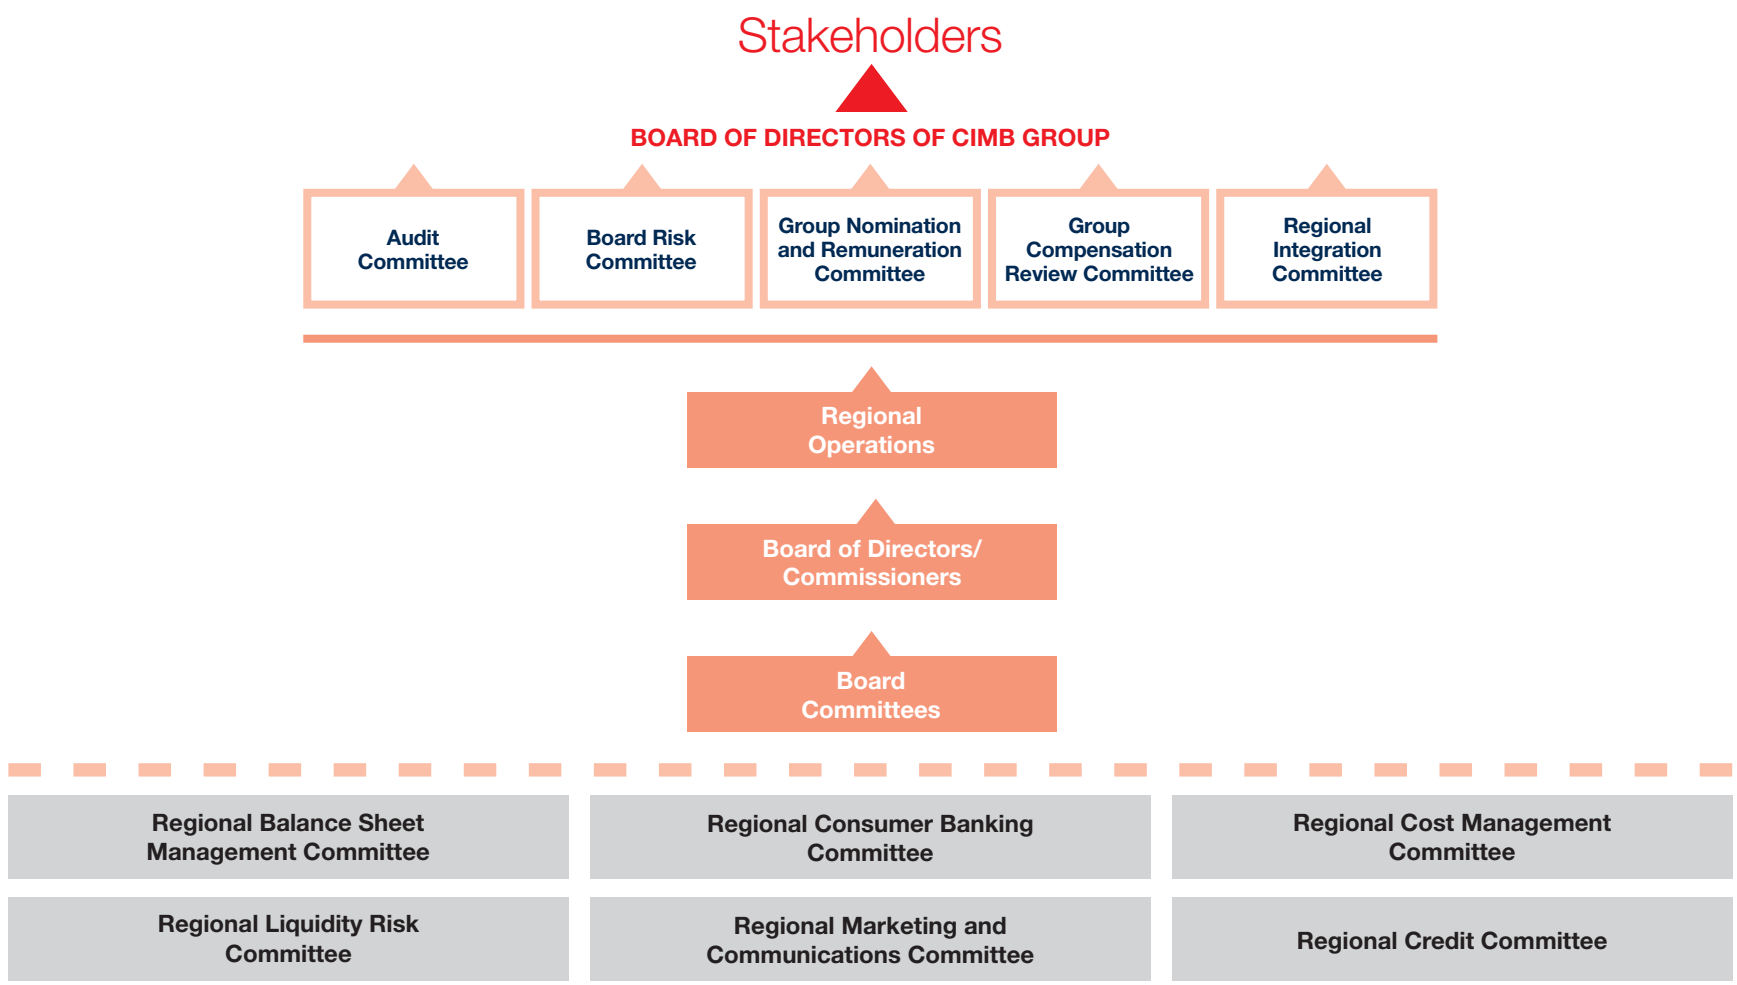 Stakeholders
BOARD OF DIRECTORS OF CIMB GROUP
Audit
Committee
Board Risk
Committee
Group Nomination
and Remuneration
Committee
Group
Compensation
Review Committee
Regional
Integration
Committee
Regional
Operations
Board of Directors/
Commissioners
Board
Committees
Regional Balance Sheet
Management Committee
Regional Consumer Banking
Committee
Regional Cost Management
Committee
Regional Liquidity Risk
Committee
Regional Marketing and
Communications Committee
Regional Credit Committee